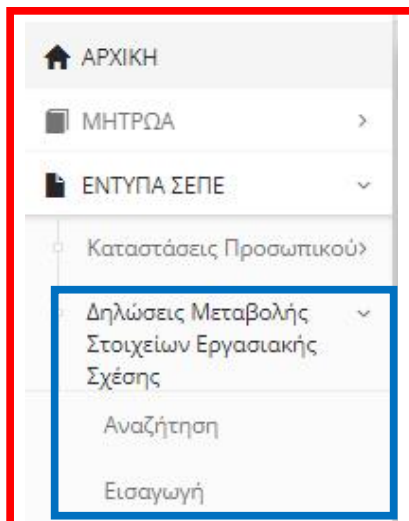 ΑΡΧΙΚΗ
ΜΗΤΡΩΑ
ΕΝΤΥΠΑ ΣΕΠΕ
Καταστάσεις Προσωπικού
Δηλώσεις Μεταβολής
Στοιχείων Εργασιακής
Σχέσης
Αναζήτηση
Εισαγωγή